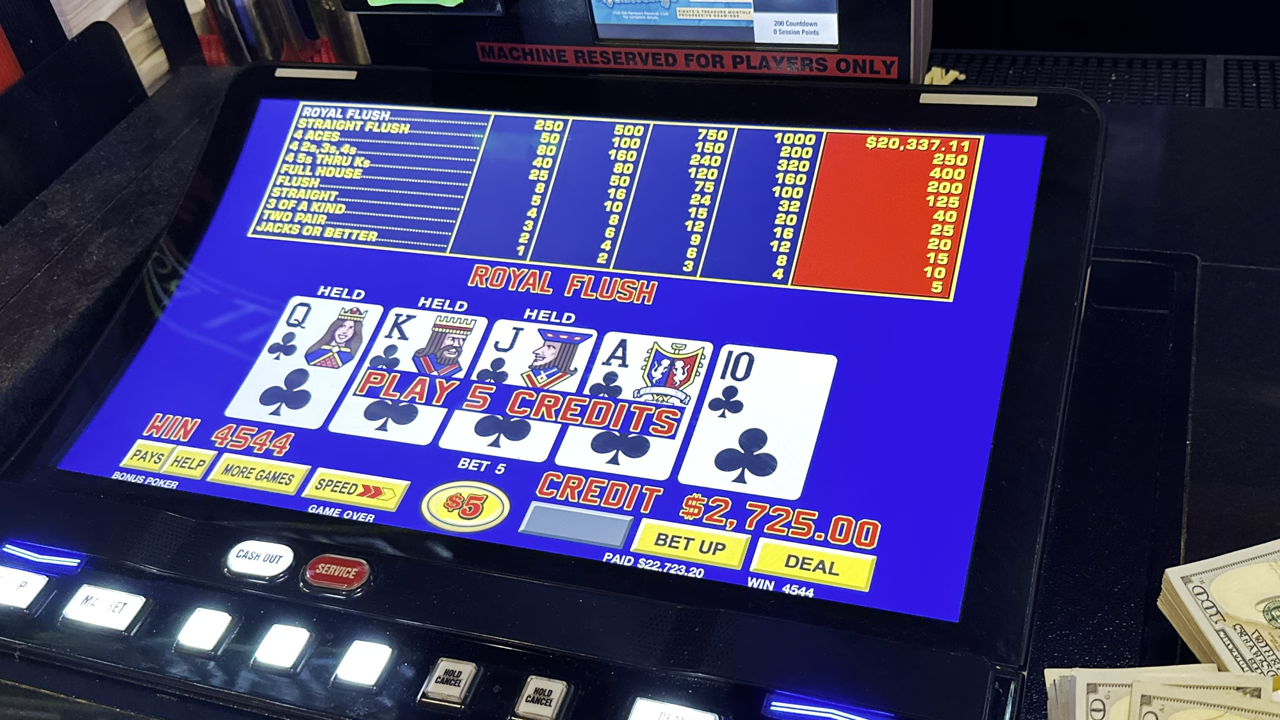 200 Countdown
0 Session Points
MACHINE RESERVED FOR PLAYERS ONLY
ROYAL FLUSH 250 500 750 1000 $20,337.11
STRAIGHT FLUSH 50 100 150 200 250
4 ACES 80 160 240 320 400
4 2s,3s,4s 40 80 120 160 200
4 5s THRU Ks 25 50 75 100 125
FULL HOUSE 8 16 24 32 40
FLUSH 5 10 15 20 25
STRAIGHT 4 8 12 16 20
3 OF A KIND 3 6 9 12 15
TWO PAIR 2 4 6 8 10
JACKS OR BETTER 1 2 3 4 5
ROYAL FLUSH
HELD HELD HELD
Q K J A 10
PLAY 5 CREDITS
WIN 4544
BET 5
PAYS HELP MORE GAMES SPEED $5 CREDIT $2,725.00
BONUS POKER
GAME OVER
BET UP DEAL
PAID $22,723.20
WIN 4544
CASH OUT SERVICE
HOLD CANCEL HOLD CANCEL